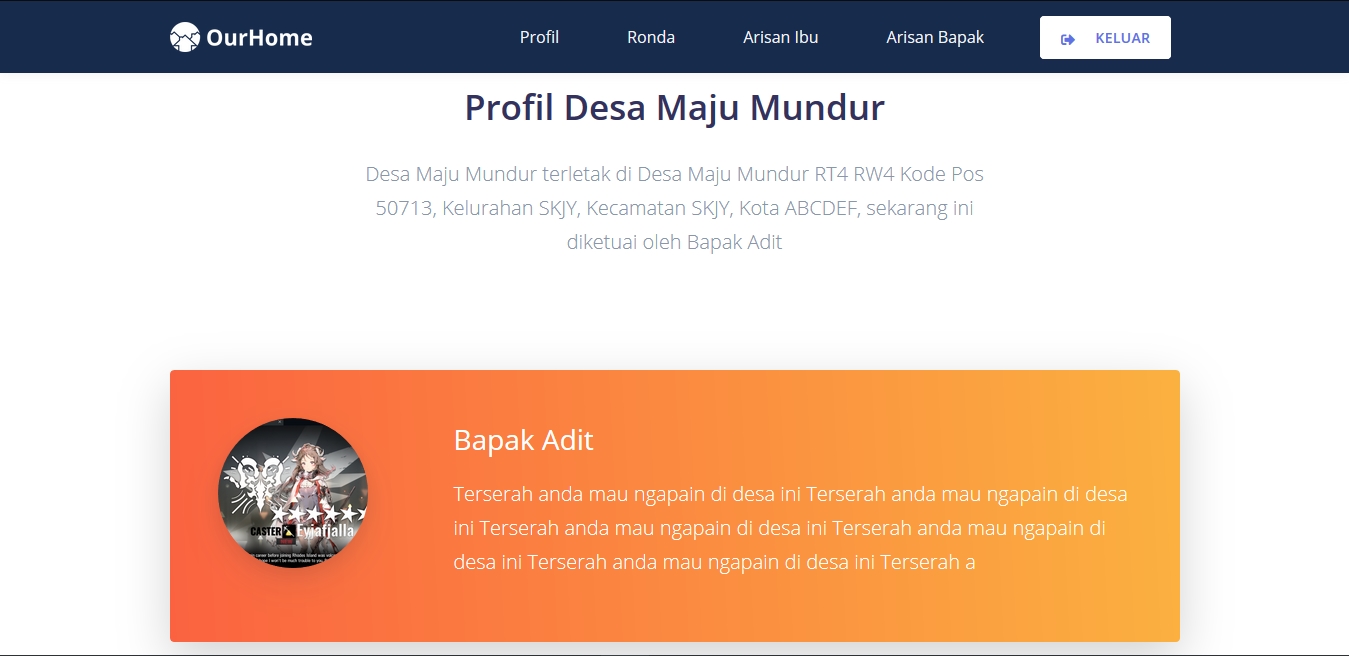 OurHome
Profil
Ronda
Arisan Ibu
Arisan Bapak
KELUAR
Profil Desa Maju Mundur
Desa Maju Mundur terletak di Desa Maju Mundur RT4 RW4 Kode Pos
50713, Kelurahan SKJY, Kecamatan SKJY, Kota ABCDEF, sekarang ini
diketuai oleh Bapak Adit
CASTER Eyjafjalla
Bapak Adit
Terserah anda mau ngapain di desa ini Terserah anda mau ngapain di desa
ini Terserah anda mau ngapain di desa ini Terserah anda mau ngapain di
desa ini Terserah anda mau ngapain di desa ini Terserah a